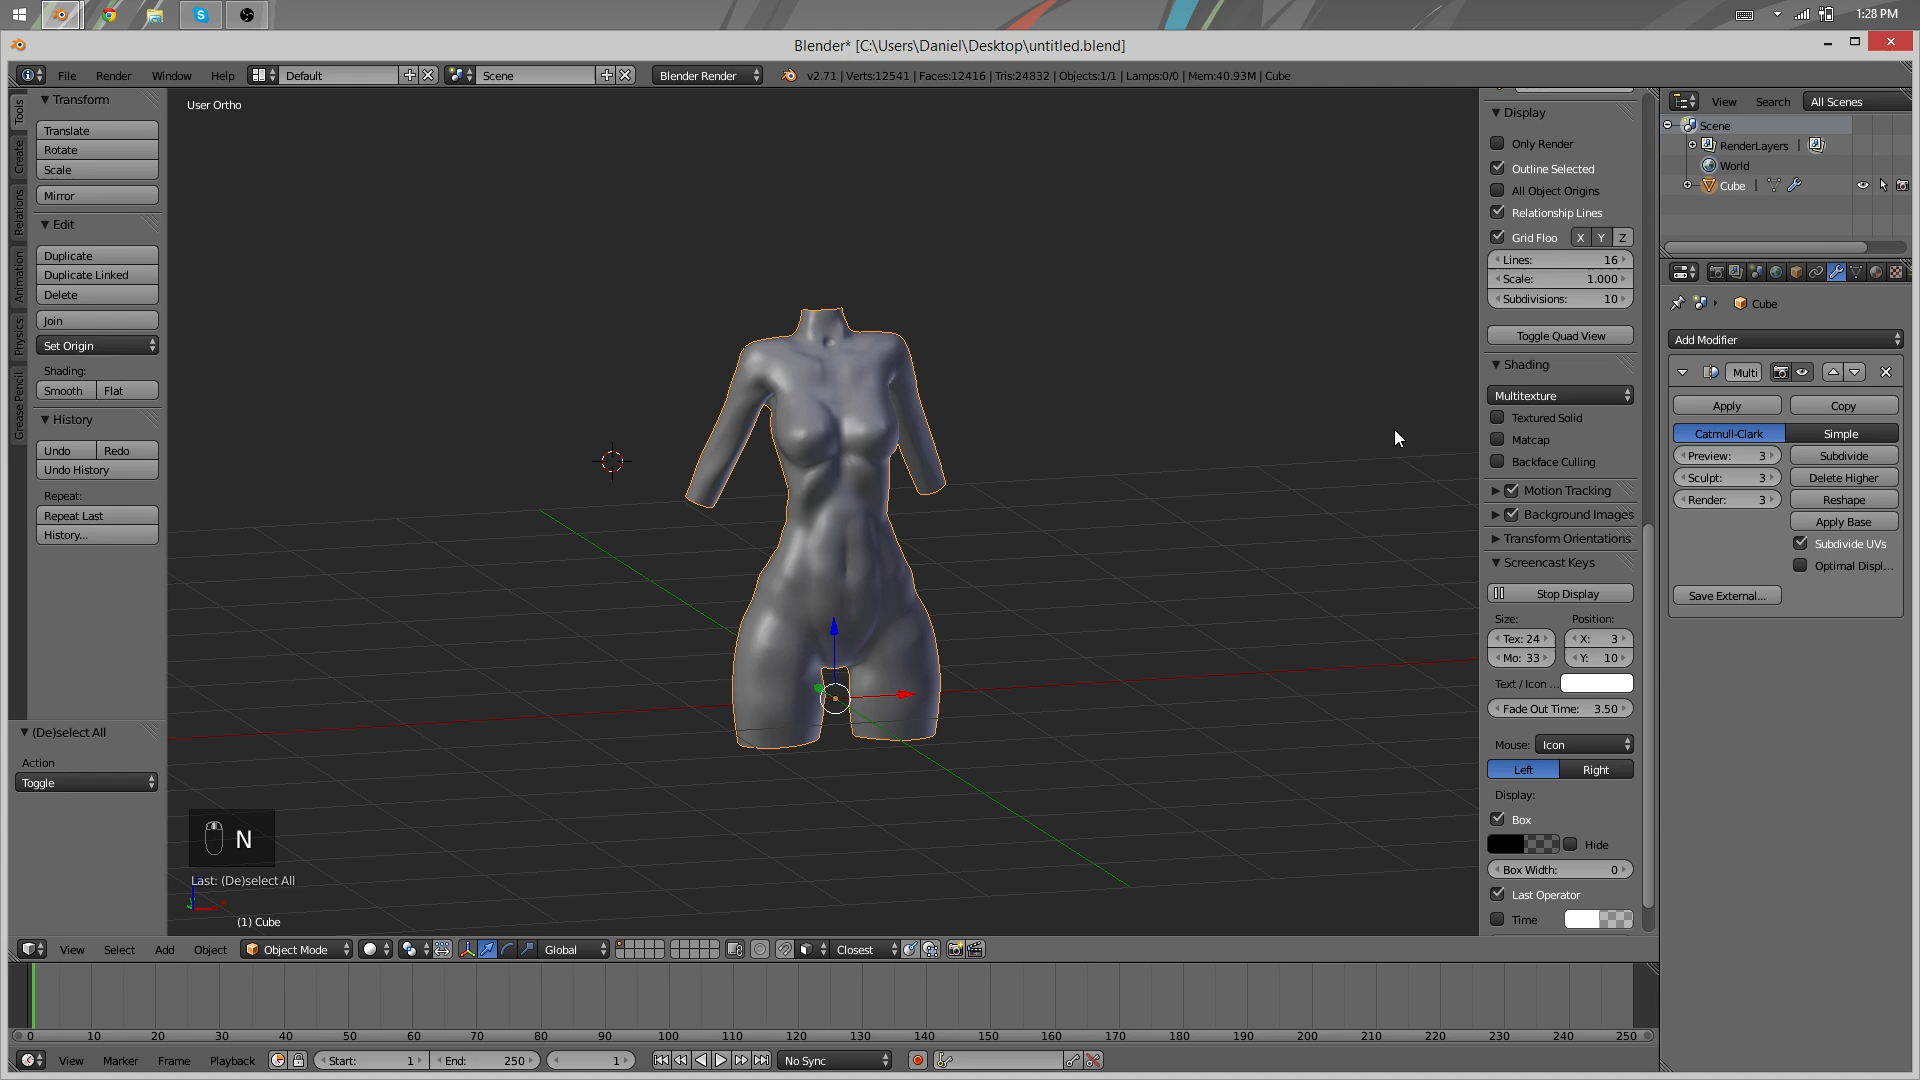 1:28 PM
Blender* [C:\Users\Daniel\Desktop\untitled.blend]
File Render Window Help Default Scene Blender Render v2.71 | Verts:12541 | Faces:12416 | Tris:24832 | Objects:1/1 | Lamps:0/0 | Mem:40.93M | Cube
Tools
Create
Relations
Animation
Physics
Grease Pencil
Transform
Translate
Rotate
Scale
Mirror
Edit
Duplicate
Duplicate Linked
Delete
Join
Set Origin
Shading:
Smooth Flat
History
Undo Redo
Undo History
Repeat:
Repeat Last
History...
(De)select All
Action
Toggle
User Ortho
N
Last: (De)select All
(1) Cube
Display
Only Render
Outline Selected
All Object Origins
Relationship Lines
Grid Floo X Y Z
Lines: 16
Scale: 1.000
Subdivisions: 10
Toggle Quad View
Shading
Multitexture
Textured Solid
Matcap
Backface Culling
Motion Tracking
Background Images
Transform Orientations
Screencast Keys
Stop Display
Size: Position:
Tex: 24 X: 3
Mo: 33 Y: 10
Text / Icon ...
Fade Out Time: 3.50
Mouse: Icon
Left Right
Display:
Box
Hide
Box Width: 0
Last Operator
Time
View Search All Scenes
Scene
RenderLayers
World
Cube
Cube
Add Modifier
Multi
Apply Copy
Catmull-Clark Simple
Preview: 3 Subdivide
Sculpt: 3 Delete Higher
Render: 3 Reshape
Apply Base
Subdivide UVs
Optimal Displ...
Save External...
View Select Add Object Object Mode Global Closest
0 10 20 30 40 50 60 70 80 90 100 110 120 130 140 150 160 170 180 190 200 210 220 230 240 250
View Marker Frame Playback Start: 1 End: 250 1 No Sync